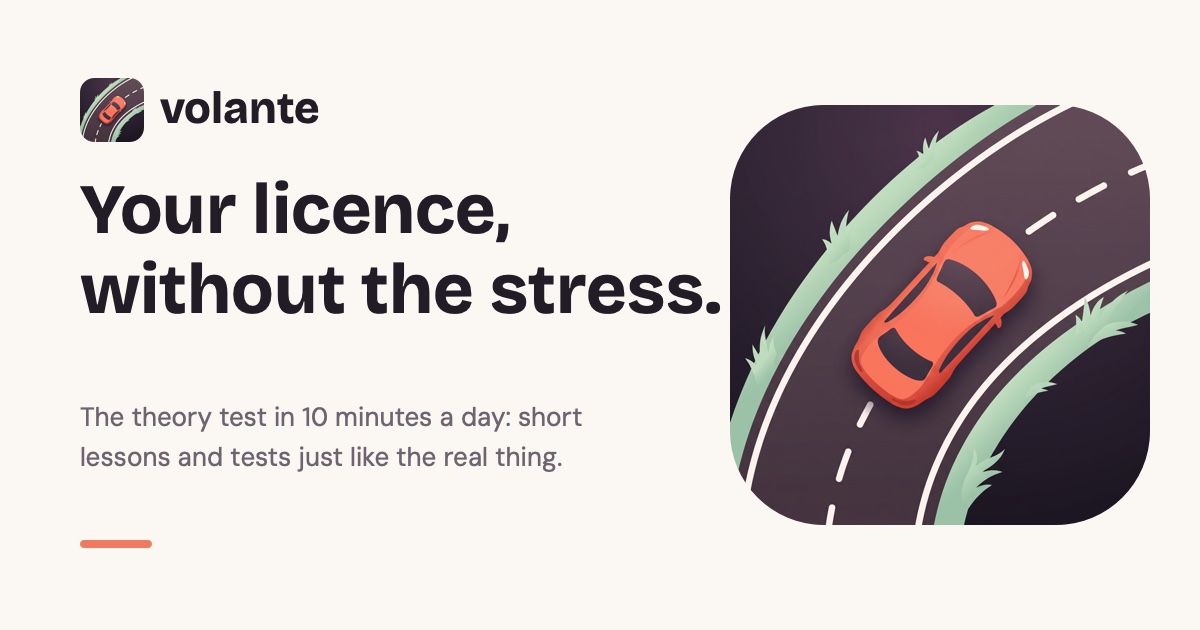 volante
Your licence,
without the stress.
The theory test in 10 minutes a day: short
lessons and tests just like the real thing.